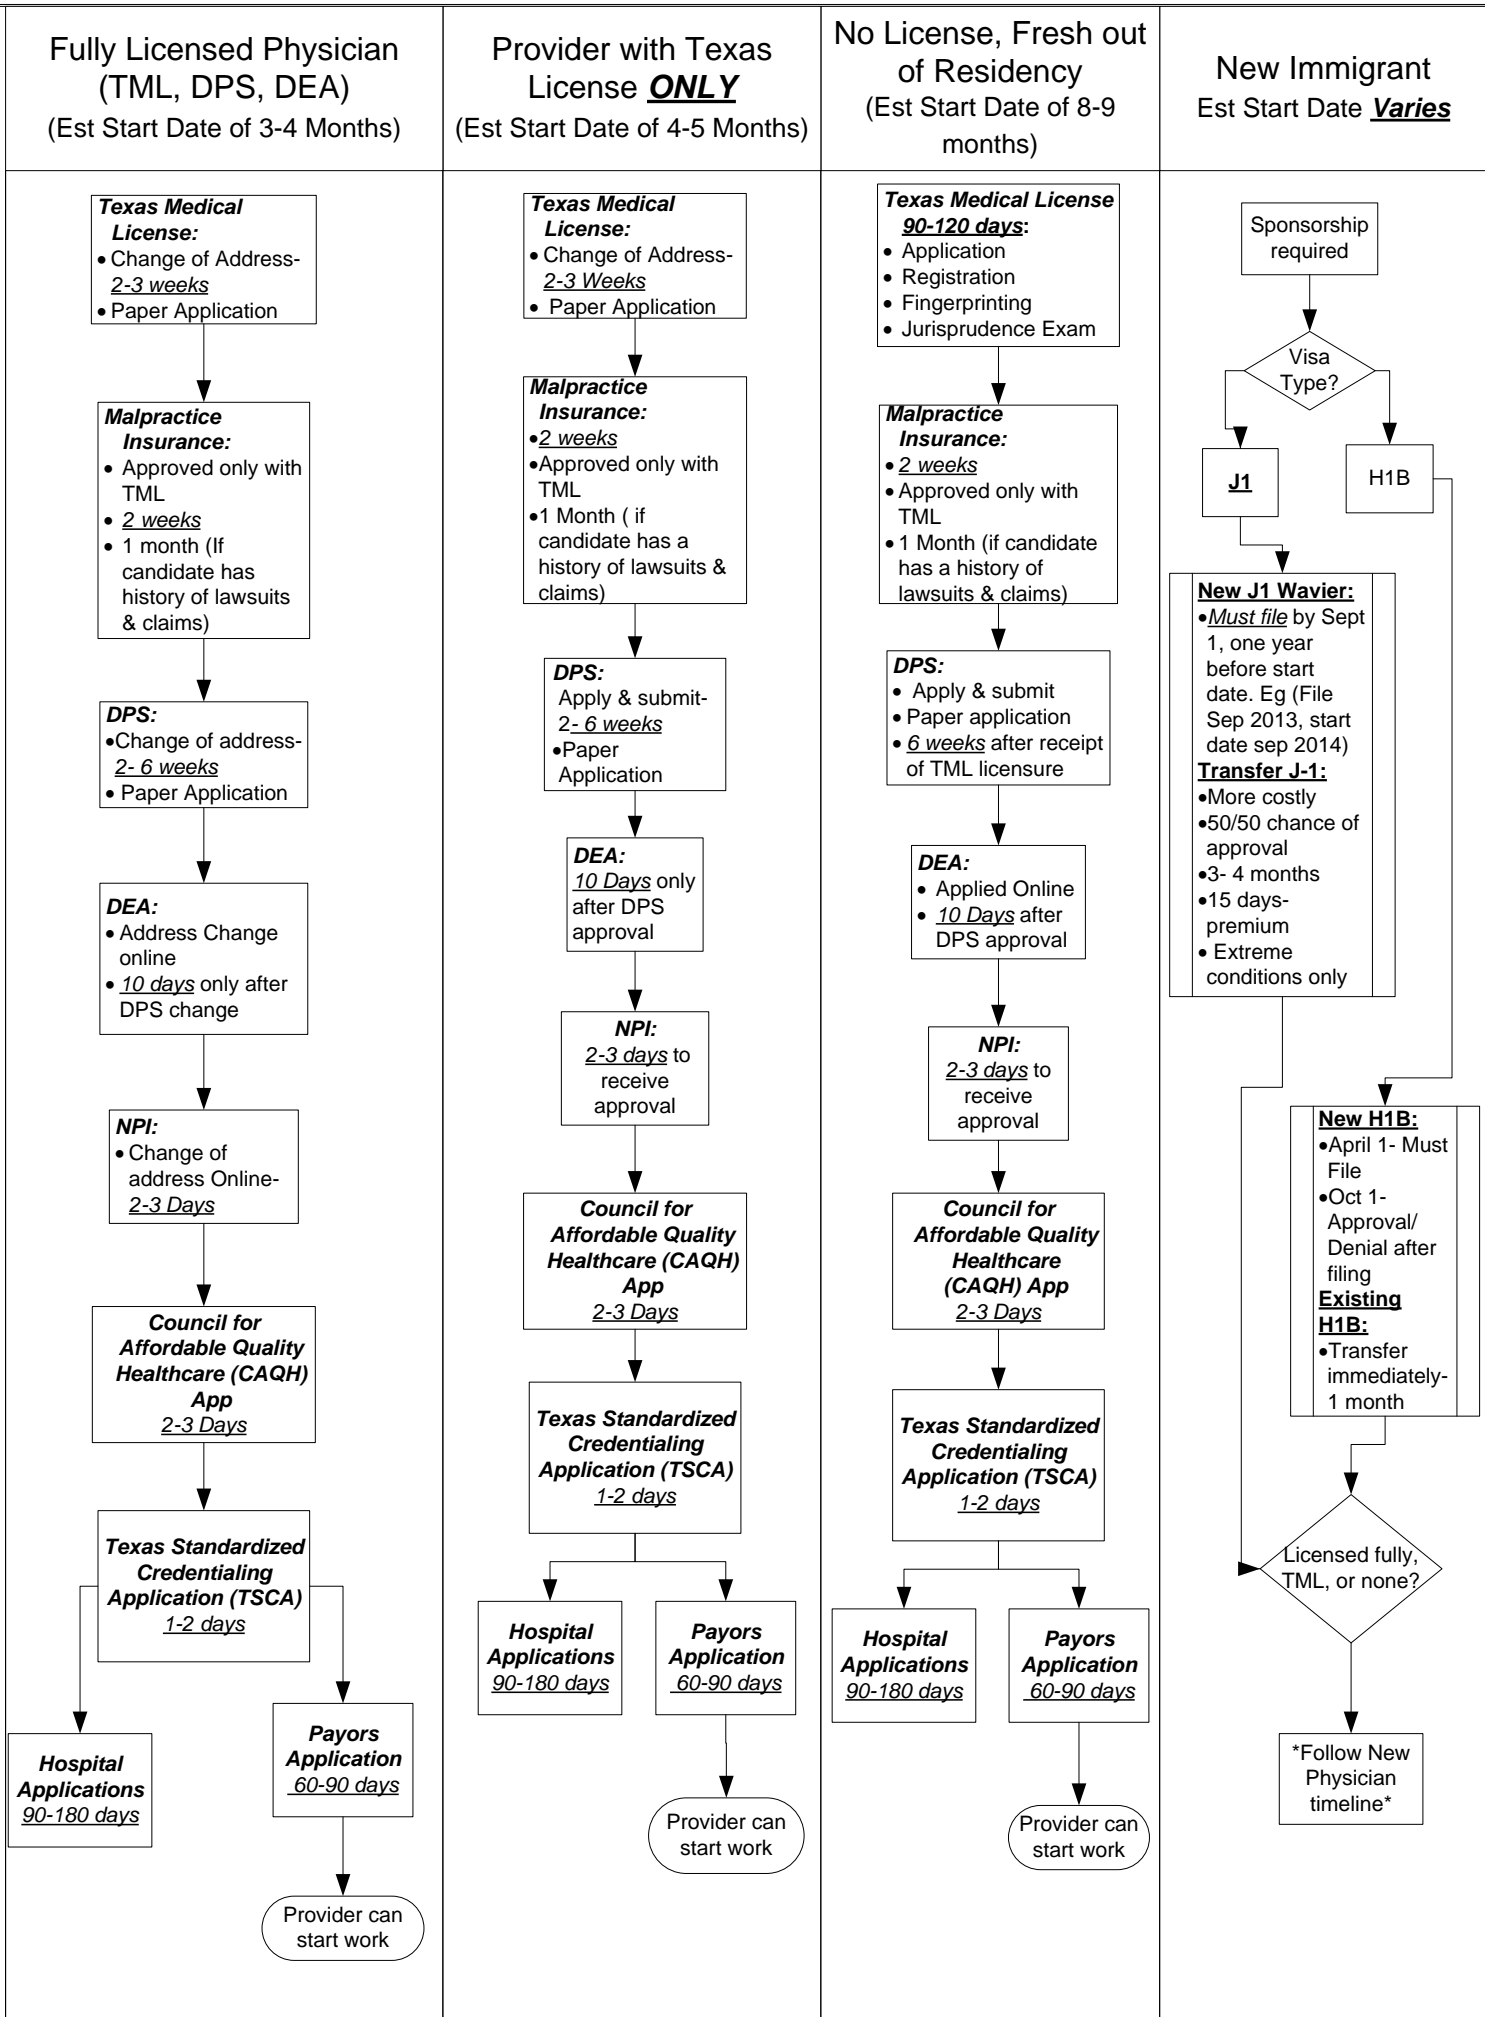 Fully Licensed Physician
(TML, DPS, DEA)
(Est Start Date of 3-4 Months)
Texas Medical
License:
• Change of Address-
2-3 weeks
• Paper Application
Malpractice
Insurance:
• Approved only with
TML
• 2 weeks
• 1 month (If
candidate has
history of lawsuits
& claims)
DPS:
•Change of address-
2- 6 weeks
• Paper Application
DEA:
• Address Change
online
• 10 days only after
DPS change
NPI:
• Change of
address Online-
2-3 Days
Council for
Affordable Quality
Healthcare (CAQH)
App
2-3 Days
Texas Standardized
Credentialing
Application (TSCA)
1-2 days
Hospital
Applications
90-180 days
Payors
Application
60-90 days
Provider can
start work
Provider with Texas
License ONLY
(Est Start Date of 4-5 Months)
Texas Medical
License:
• Change of Address-
2-3 Weeks
• Paper Application
Malpractice
Insurance:
•2 weeks
•Approved only with
TML
•1 Month ( if
candidate has a
history of lawsuits &
claims)
DPS:
Apply & submit-
2- 6 weeks
•Paper
Application
DEA:
10 Days only
after DPS
approval
NPI:
2-3 days to
receive
approval
Council for
Affordable Quality
Healthcare (CAQH)
App
2-3 Days
Texas Standardized
Credentialing
Application (TSCA)
1-2 days
Hospital
Applications
90-180 days
Payors
Application
60-90 days
Provider can
start work
No License, Fresh out
of Residency
(Est Start Date of 8-9
months)
Texas Medical License
90-120 days:
• Application
• Registration
• Fingerprinting
• Jurisprudence Exam
Malpractice
Insurance:
• 2 weeks
• Approved only with
TML
• 1 Month (if candidate
has a history of
lawsuits & claims)
DPS:
• Apply & submit
• Paper application
• 6 weeks after receipt
of TML licensure
DEA:
• Applied Online
• 10 Days after
DPS approval
NPI:
2-3 days to
receive
approval
Council for
Affordable Quality
Healthcare
(CAQH) App
2-3 Days
Texas Standardized
Credentialing
Application (TSCA)
1-2 days
Hospital
Applications
90-180 days
Payors
Application
60-90 days
Provider can
start work
New Immigrant
Est Start Date Varies
Sponsorship
required
Visa
Type?
J1
H1B
New J1 Wavier:
•Must file by Sept
1, one year
before start
date. Eg (File
Sep 2013, start
date sep 2014)
Transfer J-1:
•More costly
•50/50 chance of
approval
•3- 4 months
•15 days-
premium
• Extreme
conditions only
New H1B:
•April 1- Must
File
•Oct 1-
Approval/
Denial after
filing
Existing
H1B:
•Transfer
immediately-
1 month
Licensed fully,
TML, or none?
*Follow New
Physician
timeline*